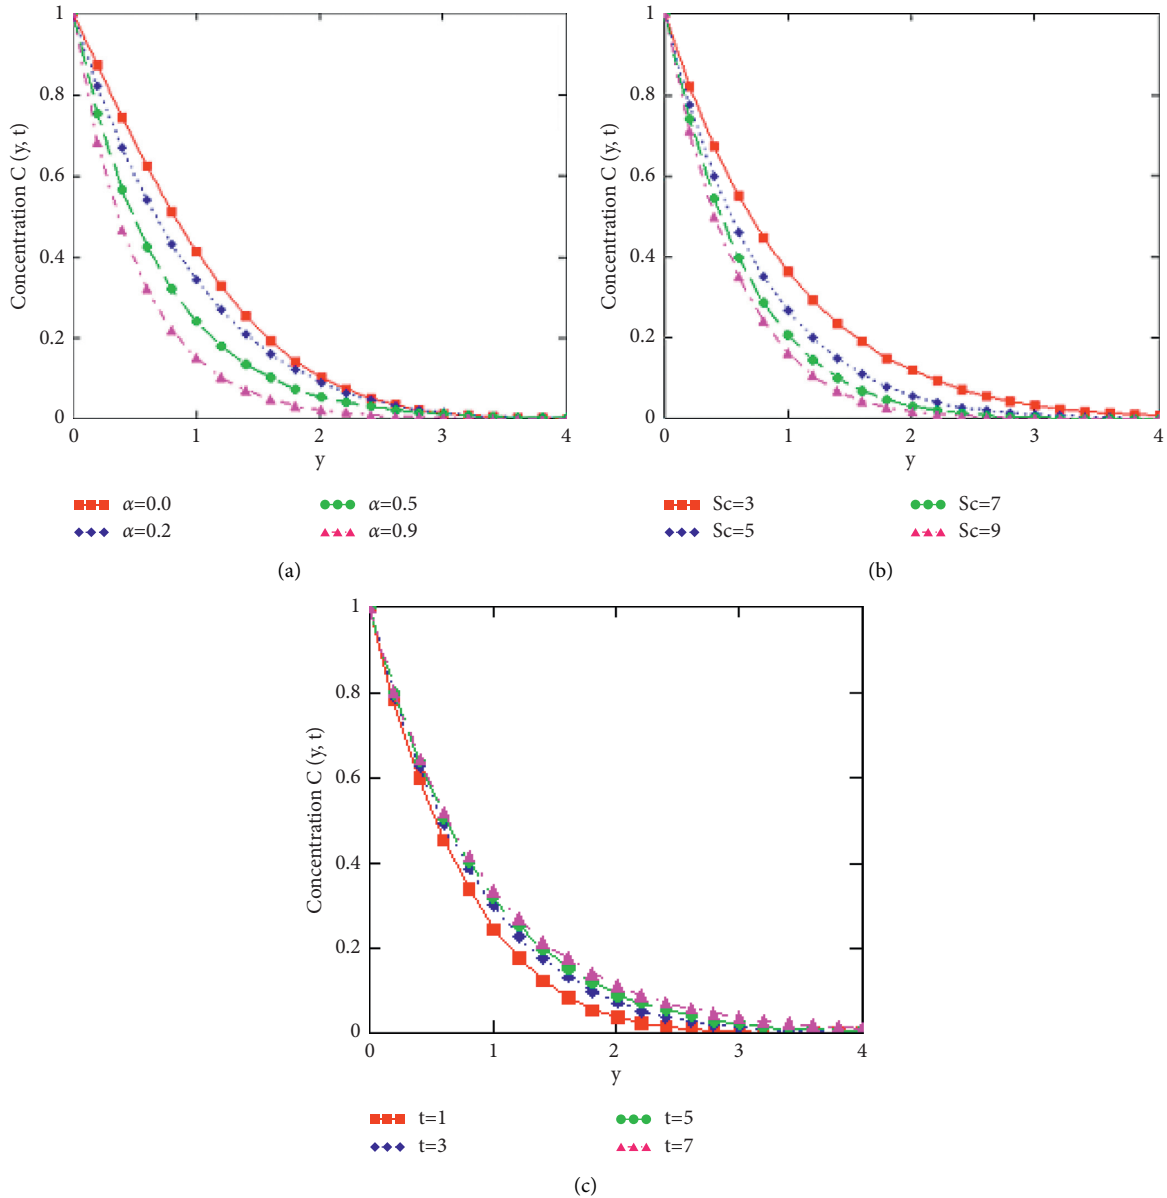 1
0.8
0.6
0.4
0.2
0
Concentration C (y, t)
0 1 2 3 4
y
α=0.0 α=0.5
α=0.2 α=0.9
(a)
1
0.8
0.6
0.4
0.2
0
Concentration C (y, t)
0 1 2 3 4
y
Sc=3 Sc=7
Sc=5 Sc=9
(b)
1
0.8
0.6
0.4
0.2
0
Concentration C (y, t)
0 1 2 3 4
y
t=1 t=5
t=3 t=7
(c)